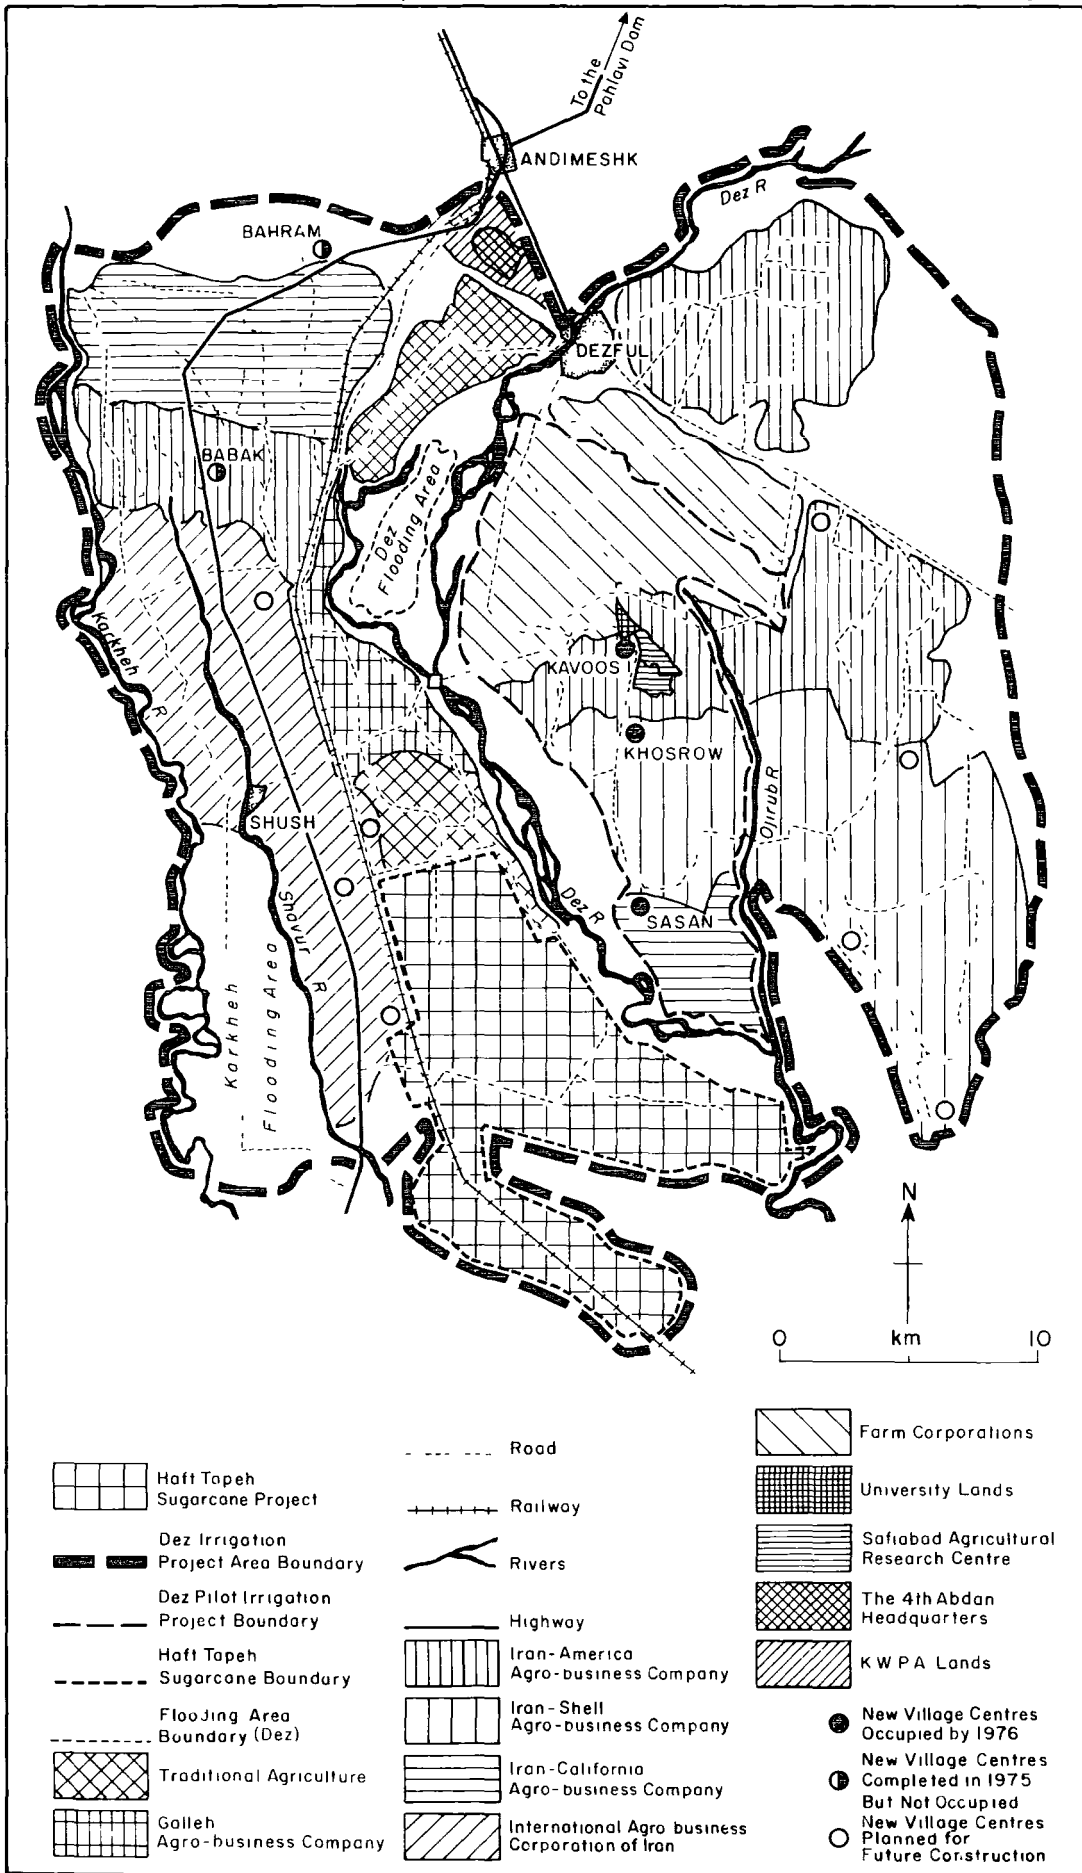 To the
Pahlavi Dam
ANDIMESHK
Dez R
BAHRAM
DEZFUL
BABAK
Dez
Flooding Area
Karkheh
R
KAVOOS
KHOSROW
Ojirub R
SHUSH
Shavur
R
Dez R
SASAN
Karkheh
Flooding Area
N
0
km
10
Haft Tapeh
Sugarcane Project
Dez Irrigation
Project Area Boundary
Dez Pilot Irrigation
Project Boundary
Haft Tapeh
Sugarcane Boundary
Flooding Area
Boundary (Dez)
Traditional Agriculture
Galleh
Agro-business Company
Road
Railway
Rivers
Highway
Iran-America
Agro-business Company
Iran-Shell
Agro-business Company
Iran-California
Agro-business Company
International Agro business
Corporation of Iran
Farm Corporations
University Lands
Safiabad Agricultural
Research Centre
The 4th Abdan
Headquarters
KWPA Lands
New Village Centres
Occupied by 1976
New Village Centres
Completed in 1975
But Not Occupied
New Village Centres
Planned for
Future Construction